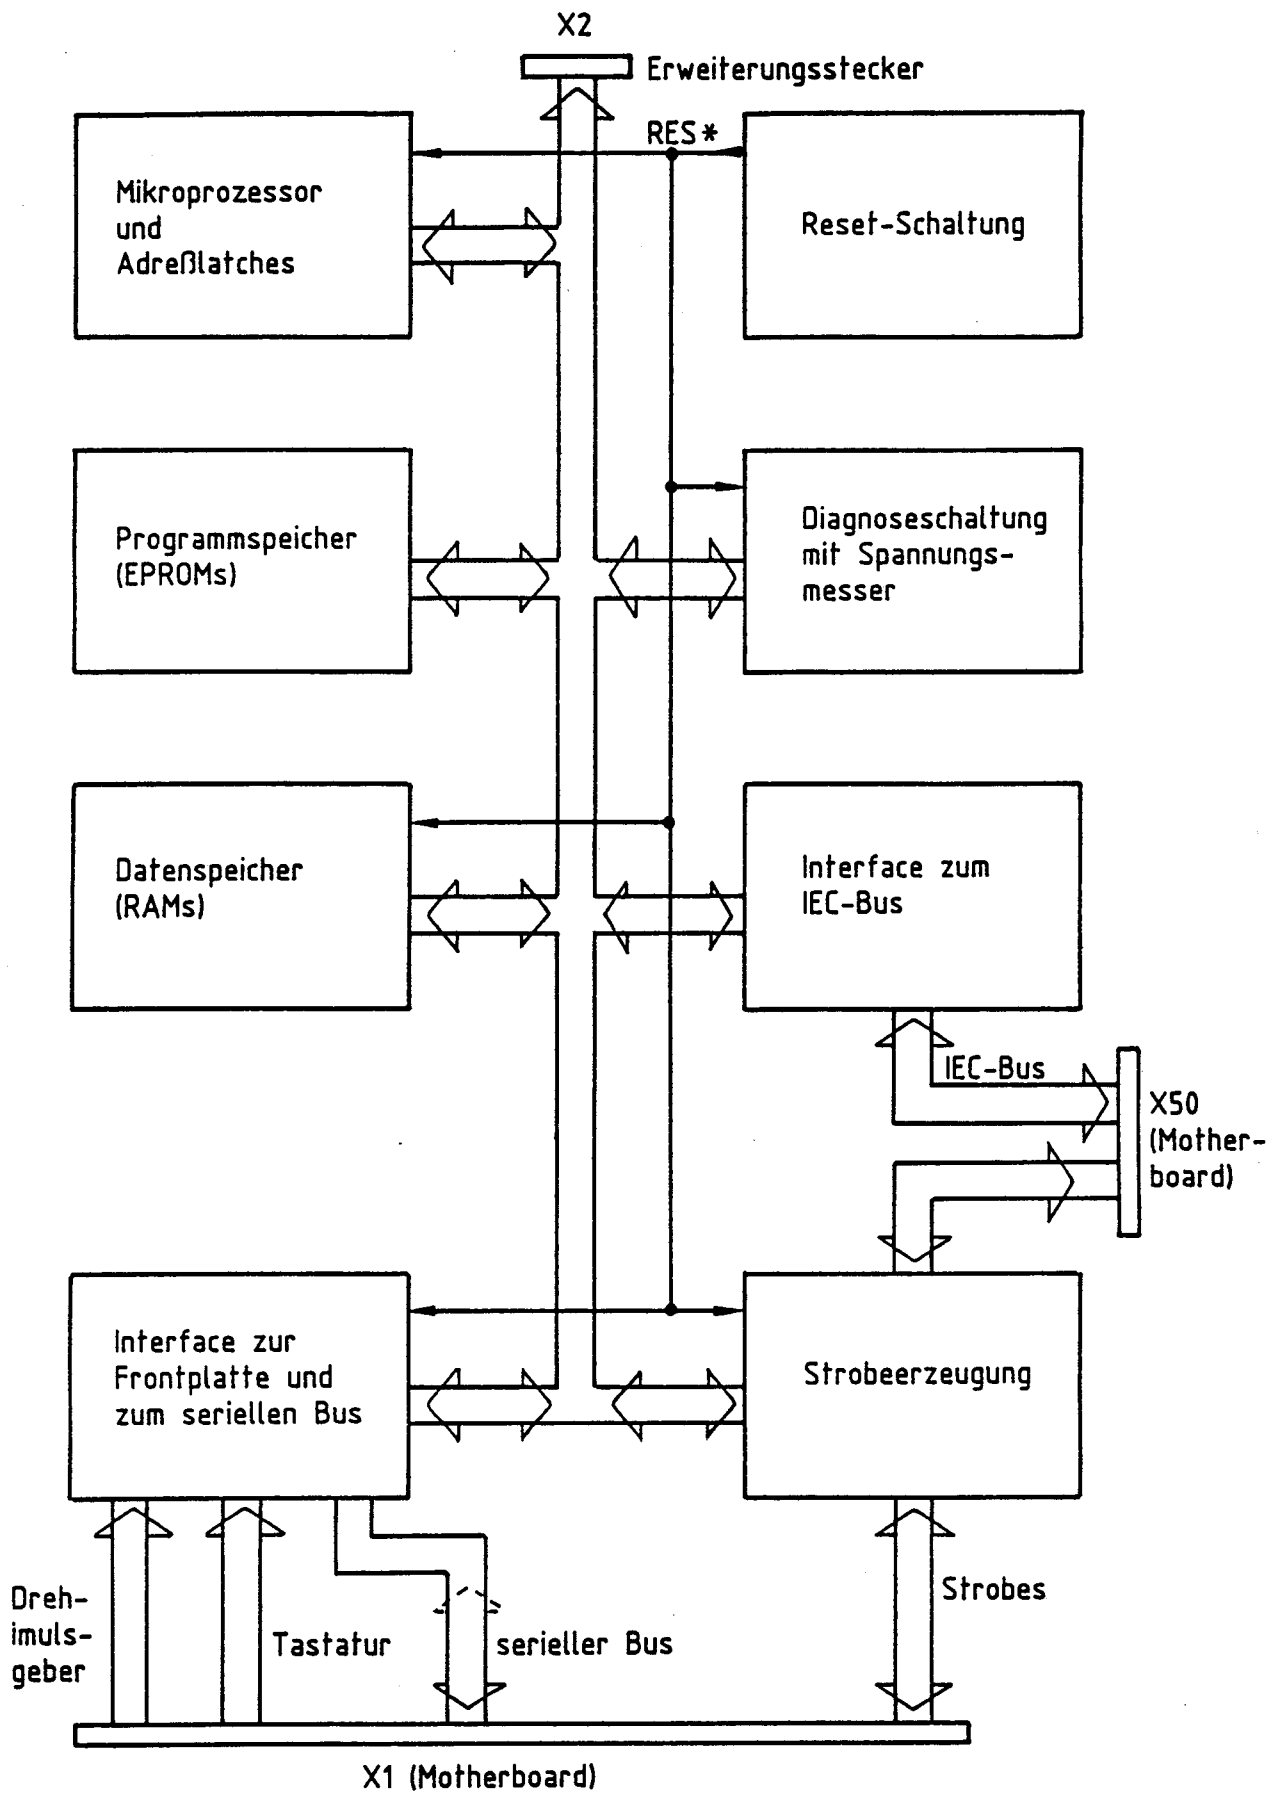 X2
Erweiterungsstecker
RES*
Mikroprozessor
und
Adreßlatches
Reset-Schaltung
Programmspeicher
(EPROMs)
Diagnoseschaltung
mit Spannungs-
messer
Datenspeicher
(RAMs)
Interface zum
IEC-Bus
IEC-Bus
X50
(Mother-
board)
Interface zur
Frontplatte und
zum seriellen Bus
Strobeerzeugung
Dreh-
imuls-
geber
Tastatur
serieller Bus
Strobes
X1 (Motherboard)